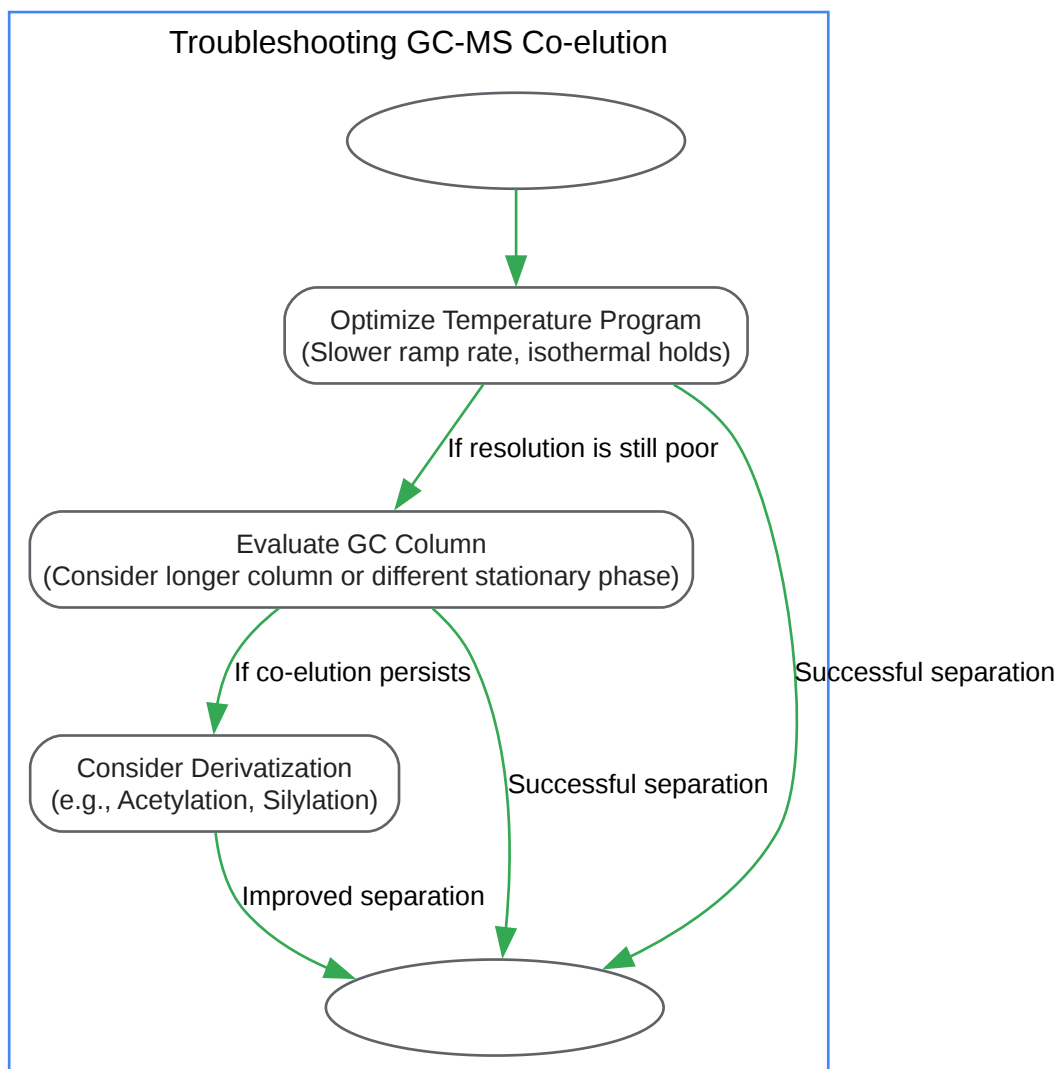 Troubleshooting GC-MS Co-elution
Optimize Temperature Program
(Slower ramp rate, isothermal holds)
If resolution is still poor
Evaluate GC Column
(Consider longer column or different stationary phase)
If co-elution persists
Successful separation
Consider Derivatization
(e.g., Acetylation, Silylation)
Successful separation
Improved separation